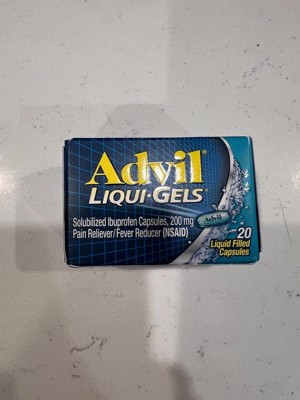 Advil®
LIQUI•GELS
Solubilized Ibuprofen Capsules, 200 mg
Pain Reliever/Fever Reducer (NSAID)
Advil
20
Liquid Filled
Capsules